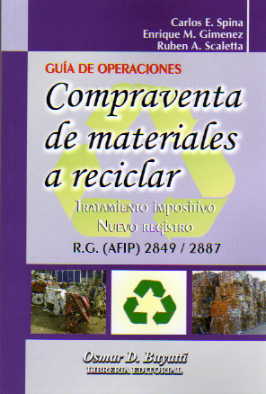 Carlos E. Spina
Enrique M. Gimenez
Ruben A. Scaletta
GUÍA DE OPERACIONES
Compraventa
de materiales
a reciclar
TRATAMIENTO IMPOSITIVO
NUEVO REGISTRO
R.G. (AFIP) 2849 / 2887
Osmar D. Buyatti
LIBRERIA EDITORIAL